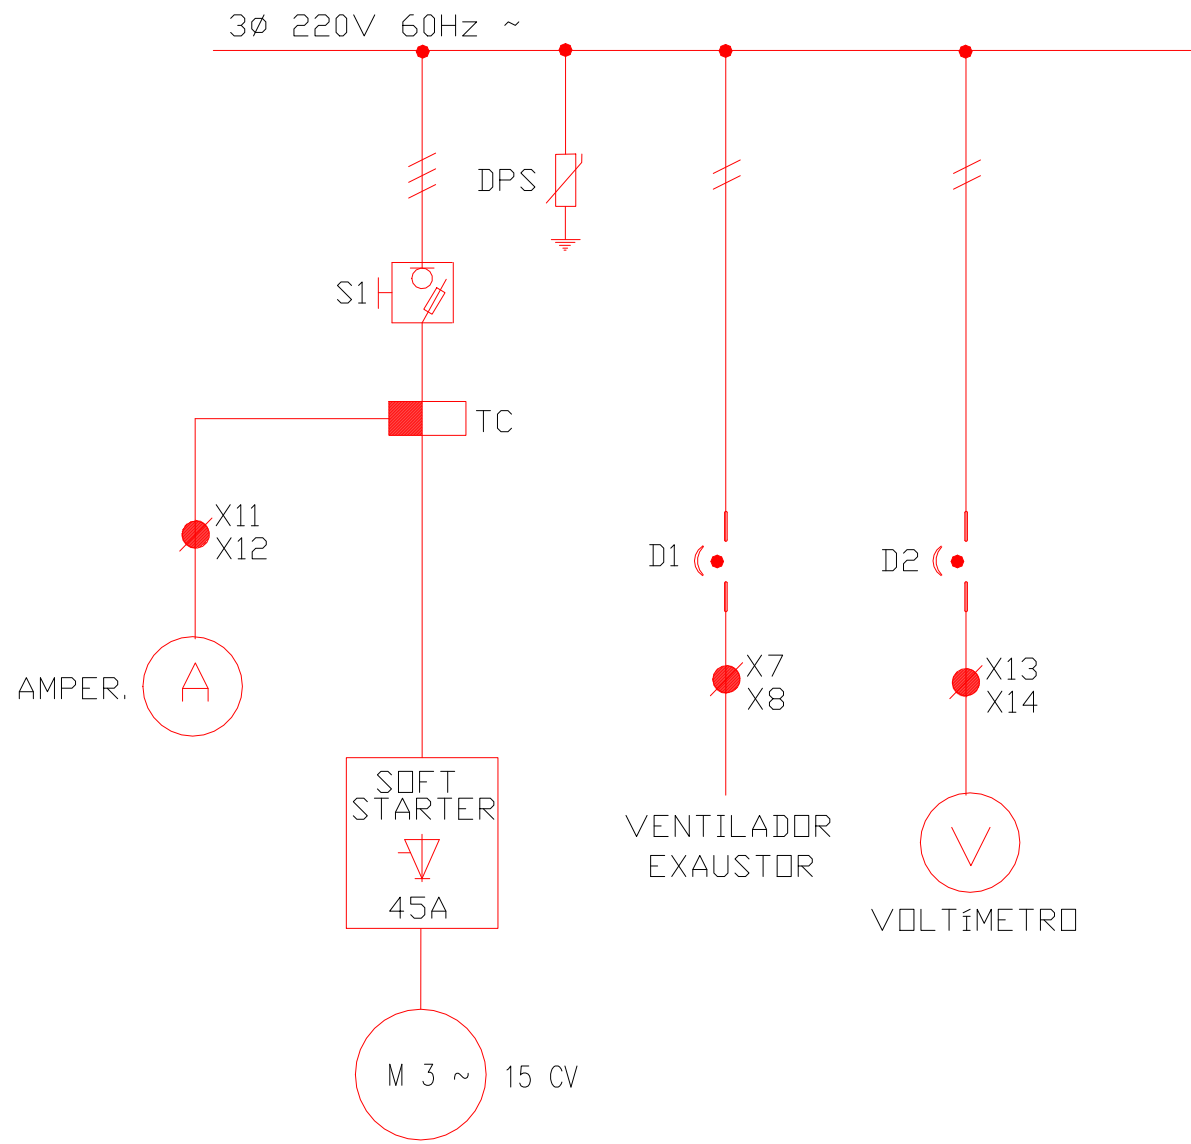 3Ø 220V 60Hz ~
DPS
S1
TC
X11
X12
D1
D2
X7
X8
X13
X14
AMPER.
A
SOFT
STARTER
45A
VENTILADOR
EXAUSTOR
V
VOLTíMETRO
M 3 ~ 15 CV